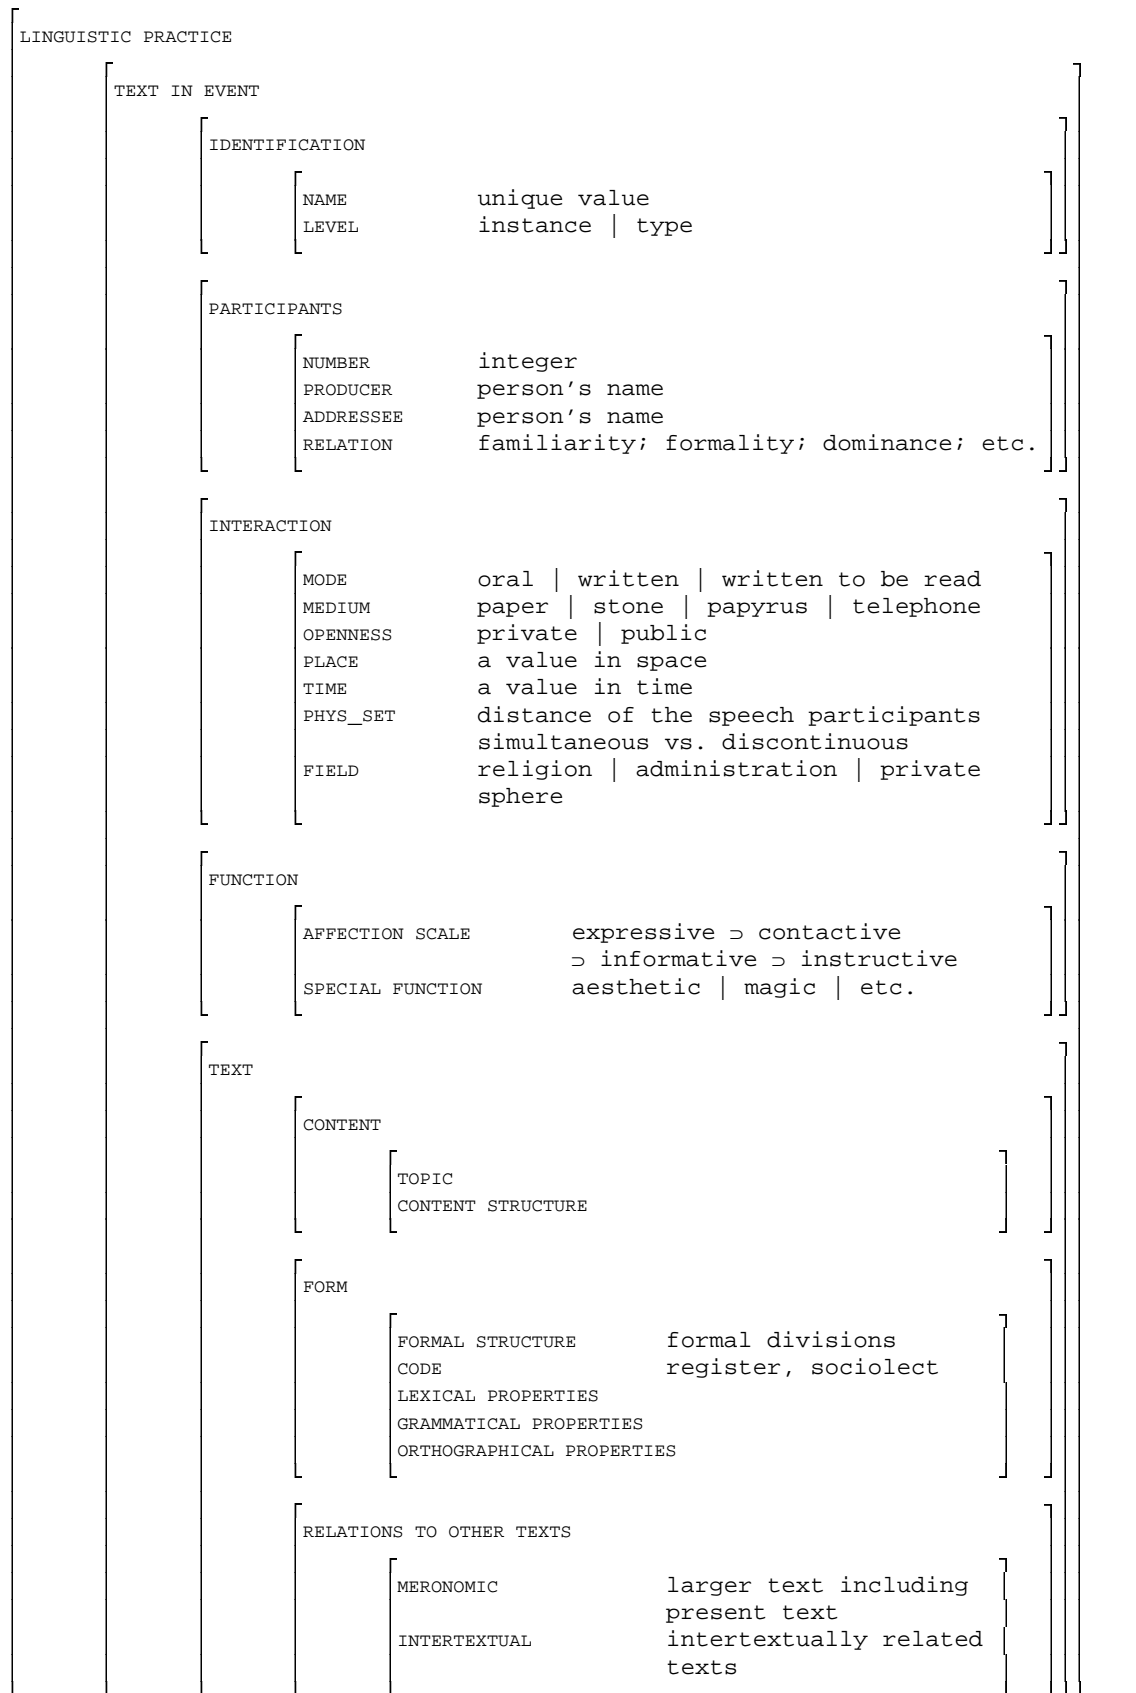 LINGUISTIC PRACTICE
TEXT IN EVENT
IDENTIFICATION
NAME unique value
LEVEL instance | type
PARTICIPANTS
NUMBER integer
PRODUCER person's name
ADDRESSEE person's name
RELATION familiarity; formality; dominance; etc.
INTERACTION
MODE oral | written | written to be read
MEDIUM paper | stone | papyrus | telephone
OPENNESS private | public
PLACE a value in space
TIME a value in time
PHYS_SET distance of the speech participants
simultaneous vs. discontinuous
FIELD religion | administration | private
sphere
FUNCTION
AFFECTION SCALE expressive ⊃ contactive
⊃ informative ⊃ instructive
SPECIAL FUNCTION aesthetic | magic | etc.
TEXT
CONTENT
TOPIC
CONTENT STRUCTURE
FORM
FORMAL STRUCTURE formal divisions
CODE register, sociolect
LEXICAL PROPERTIES
GRAMMATICAL PROPERTIES
ORTHOGRAPHICAL PROPERTIES
RELATIONS TO OTHER TEXTS
MERONOMIC larger text including
present text
INTERTEXTUAL intertextually related
texts